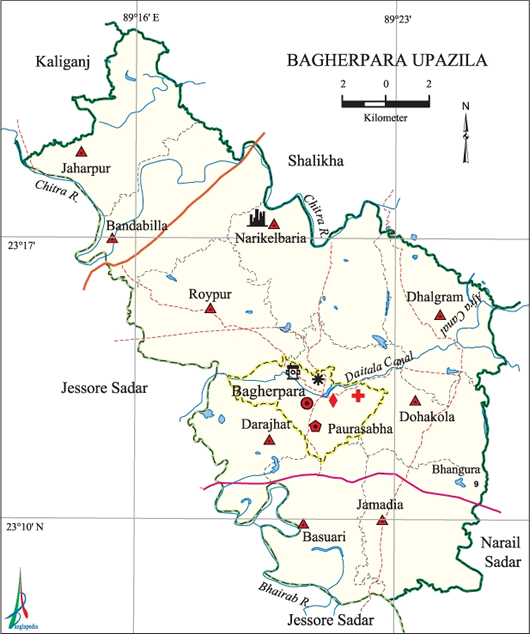 89°16´E
89°23´
Kaliganj
BAGHERPARA UPAZILA
2 0 2
Kilometer
N
Jaharpur
Shalikha
Chitra R.
Chitra R.
Bandabilla
Narikelbaria
23°17´
Roypur
Dhalgram
Afra Canal
Daitala Canal
Jessore Sadar
Bagherpara
Dohakola
Darajhat
Paurasabha
Bhangura
9
Jamadia
23°10´N
Basuari
Narail
Sadar
Bhairab R.
Jessore Sadar
Banglapedia